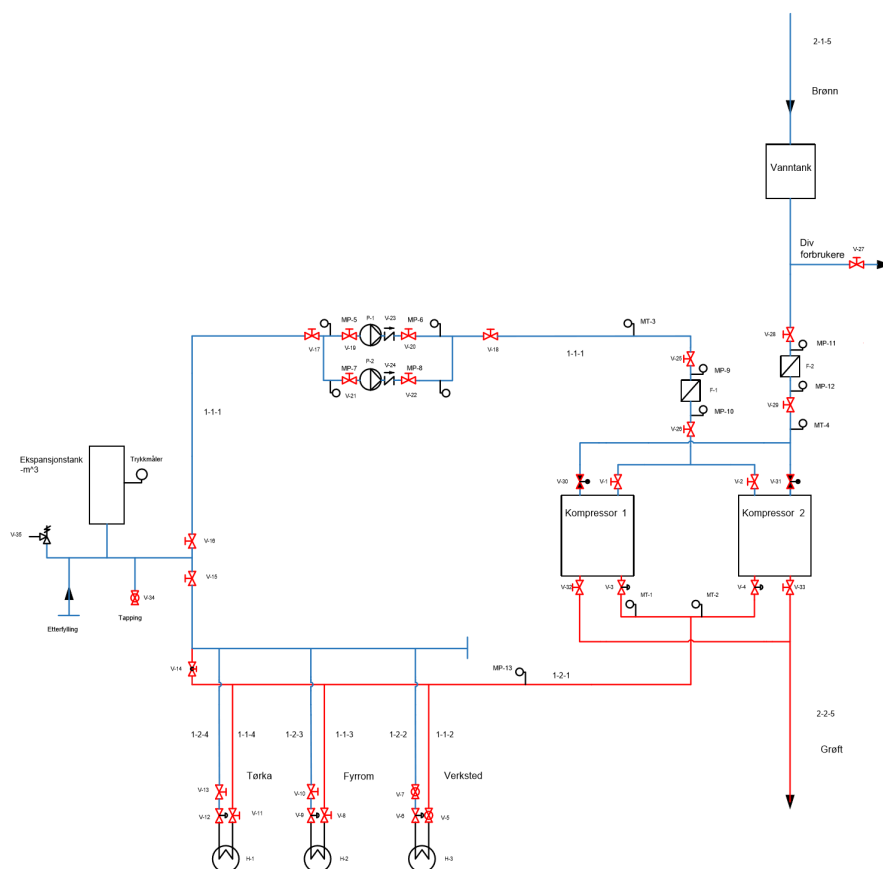 2-1-5
Brønn
Vanntank
Div
forbrukere
V-27
MP-5
P-1
V-23
MP-6
MT-3
V-17
V-19
V-20
V-18
V-28
MP-11
F-2
MP-7
P-2
V-24
MP-8
1-1-1
V-25
MP-9
F-1
MP-12
V-21
V-22
V-29
MP-10
V-26
MT-4
1-1-1
Ekspansjonstank
-m^3
Trykkmåler
V-30
V-1
V-2
V-31
Kompressor 1
Kompressor 2
V-35
V-16
V-15
V-32
V-3
V-4
V-33
MT-1
MT-2
V-34
Etterfylling
Tapping
V-14
MP-13
1-2-1
1-2-4
1-1-4
1-2-3
1-1-3
1-2-2
1-1-2
2-2-5
Grøft
Tørka
Fyrrom
Verksted
V-13
V-10
V-7
V-12
V-11
V-9
V-8
V-6
V-5
H-1
H-2
H-3